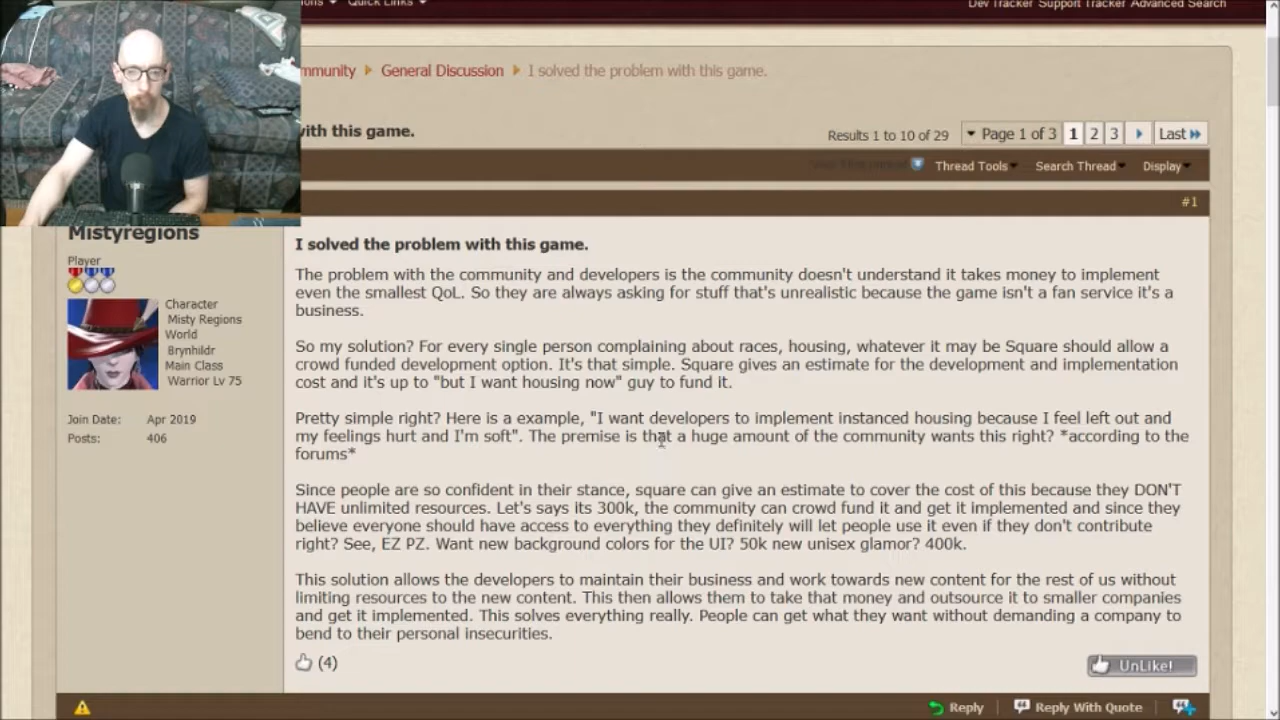 Quick Links
Dev Tracker Support Tracker Advanced Search
mmunity General Discussion I solved the problem with this game.
with this game.
Results 1 to 10 of 29 Page 1 of 3 1 2 3 Last
Thread Tools Search Thread Display
#1
Mistyregions
Player
Character
Misty Regions
World
Brynhildr
Main Class
Warrior Lv 75
Join Date: Apr 2019
Posts: 406
I solved the problem with this game.
The problem with the community and developers is the community doesn't understand it takes money to implement
even the smallest QoL. So they are always asking for stuff that's unrealistic because the game isn't a fan service it's a
business.
So my solution? For every single person complaining about races, housing, whatever it may be Square should allow a
crowd funded development option. It's that simple. Square gives an estimate for the development and implementation
cost and it's up to "but I want housing now" guy to fund it.
Pretty simple right? Here is a example, "I want developers to implement instanced housing because I feel left out and
my feelings hurt and I'm soft". The premise is that a huge amount of the community wants this right? *according to the
forums*
Since people are so confident in their stance, square can give an estimate to cover the cost of this because they DON'T
HAVE unlimited resources. Let's says its 300k, the community can crowd fund it and get it implemented and since they
believe everyone should have access to everything they definitely will let people use it even if they don't contribute
right? See, EZ PZ. Want new background colors for the UI? 50k new unisex glamor? 400k.
This solution allows the developers to maintain their business and work towards new content for the rest of us without
limiting resources to the new content. This then allows them to take that money and outsource it to smaller companies
and get it implemented. This solves everything really. People can get what they want without demanding a company to
bend to their personal insecurities.
(4)
UnLike!
Reply Reply With Quote